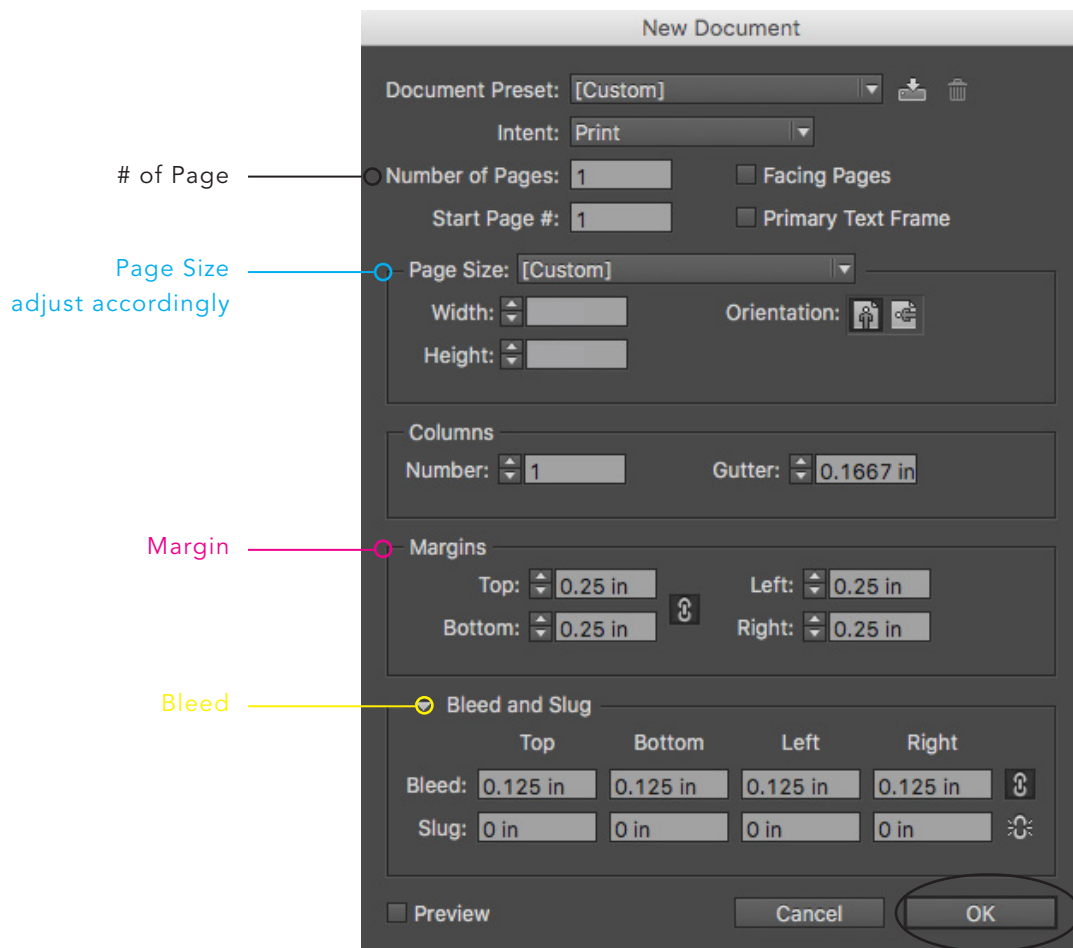 New Document
Document Preset: [Custom]
Intent: Print
# of Page
Number of Pages: 1 Facing Pages
Start Page #: 1 Primary Text Frame
Page Size
adjust accordingly
Page Size: [Custom]
Width: Orientation:
Height:
Columns
Number: 1 Gutter: 0.1667 in
Margin
Margins
Top: 0.25 in Left: 0.25 in
Bottom: 0.25 in Right: 0.25 in
Bleed
Bleed and Slug
Top Bottom Left Right
Bleed: 0.125 in 0.125 in 0.125 in 0.125 in
Slug: 0 in 0 in 0 in 0 in
Preview Cancel OK